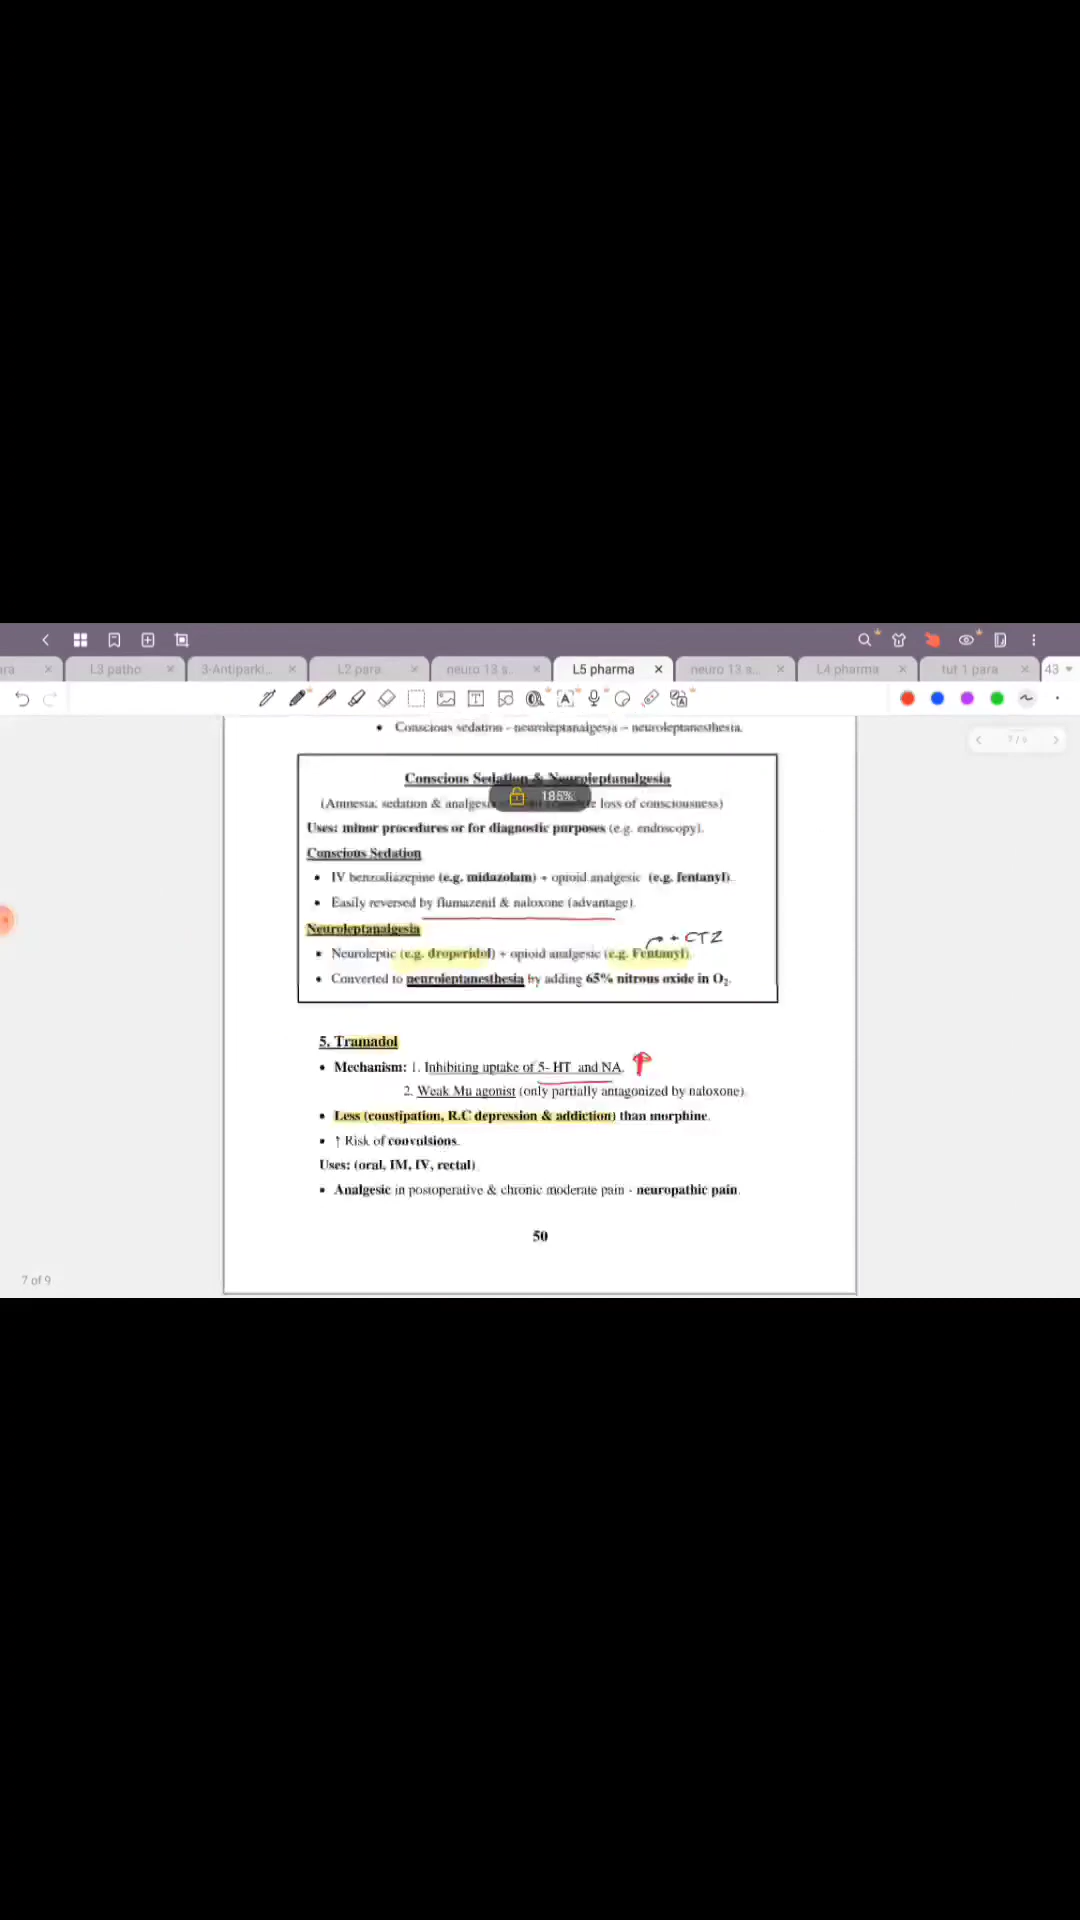 ara × L3 patho × 3-Antiparki... × L2 para × neuro 13 s... × L5 pharma × neuro 13 s... × L4 pharma × tut 1 para × 43
• Conscious sedation - neuroleptanalgesia – neuroleptanesthesia.
7 / 9
Conscious Sedation & Neuroleptanalgesia
185%
(Amnesia, sedation & analgesia loss of consciousness)
Uses: minor procedures or for diagnostic purposes (e.g. endoscopy).
Conscious Sedation
• IV benzodiazepine (e.g. midazolam) + opioid analgesic (e.g. fentanyl).
• Easily reversed by flumazenil & naloxone (advantage).
Neuroleptanalgesia
+ CTZ
• Neuroleptic (e.g. droperidol) + opioid analgesic (e.g. Fentanyl).
• Converted to neuroleptanesthesia by adding 65% nitrous oxide in O₂.
5. Tramadol
• Mechanism: 1. Inhibiting uptake of 5- HT and NA. ↑
2. Weak Mu agonist (only partially antagonized by naloxone).
• Less (constipation, R.C depression & addiction) than morphine.
• ↑ Risk of convulsions.
Uses: (oral, IM, IV, rectal)
• Analgesic in postoperative & chronic moderate pain - neuropathic pain.
50
7 of 9